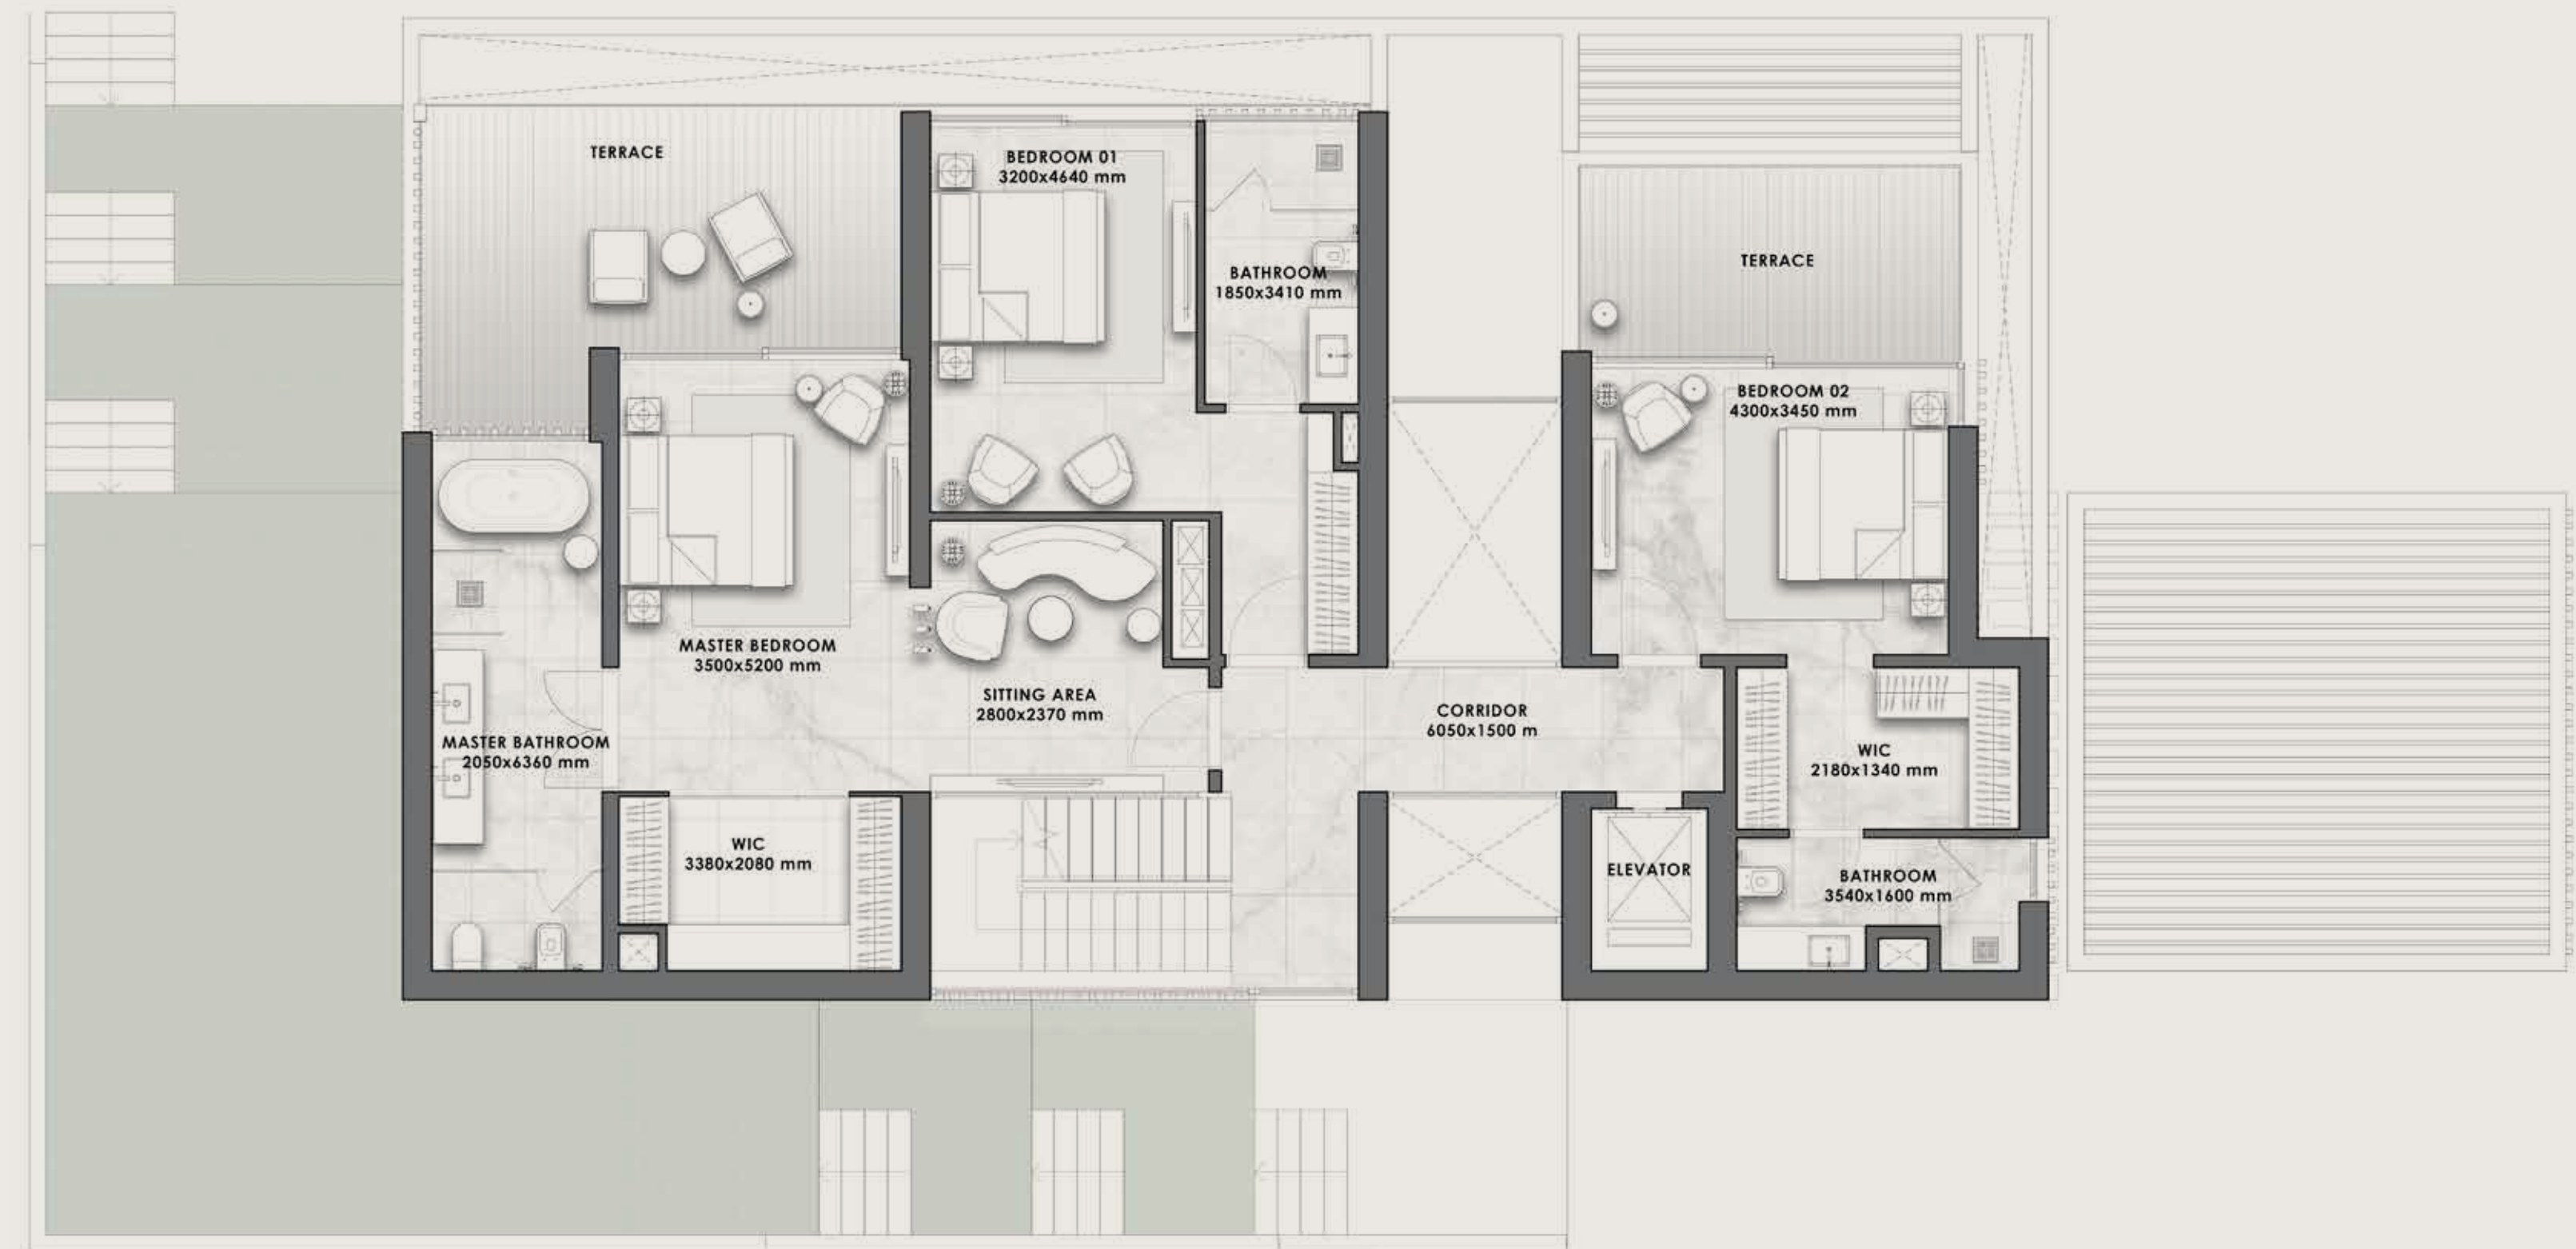 TERRACE
BEDROOM 01
3200x4640 mm
BATHROOM
1850x3410 mm
TERRACE
BEDROOM 02
4300x3450 mm
MASTER BEDROOM
3500x5200 mm
SITTING AREA
2800x2370 mm
CORRIDOR
6050x1500 m
MASTER BATHROOM
2050x6360 mm
WIC
2180x1340 mm
WIC
3380x2080 mm
ELEVATOR
BATHROOM
3540x1600 mm